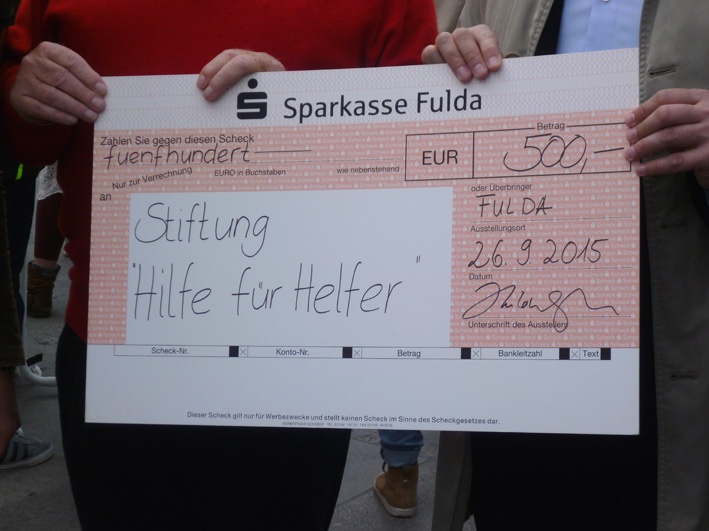 Sparkasse Fulda
Zahlen Sie gegen diesen Scheck
fuenfhundert
Nur zur Verrechnung
EURO in Buchstaben
wie nebenstehend
EUR
Betrag
500,-
an
Stiftung
"Hilfe für Helfer"
oder Überbringer
FULDA
Ausstellungsort
26.9.2015
Datum
Unterschrift des Ausstellers
Scheck-Nr.
Konto-Nr.
Betrag
Bankleitzahl
Text
Dieser Scheck gilt nur für Werbezwecke und stellt keinen Scheck im Sinne des Scheckgesetzes dar.